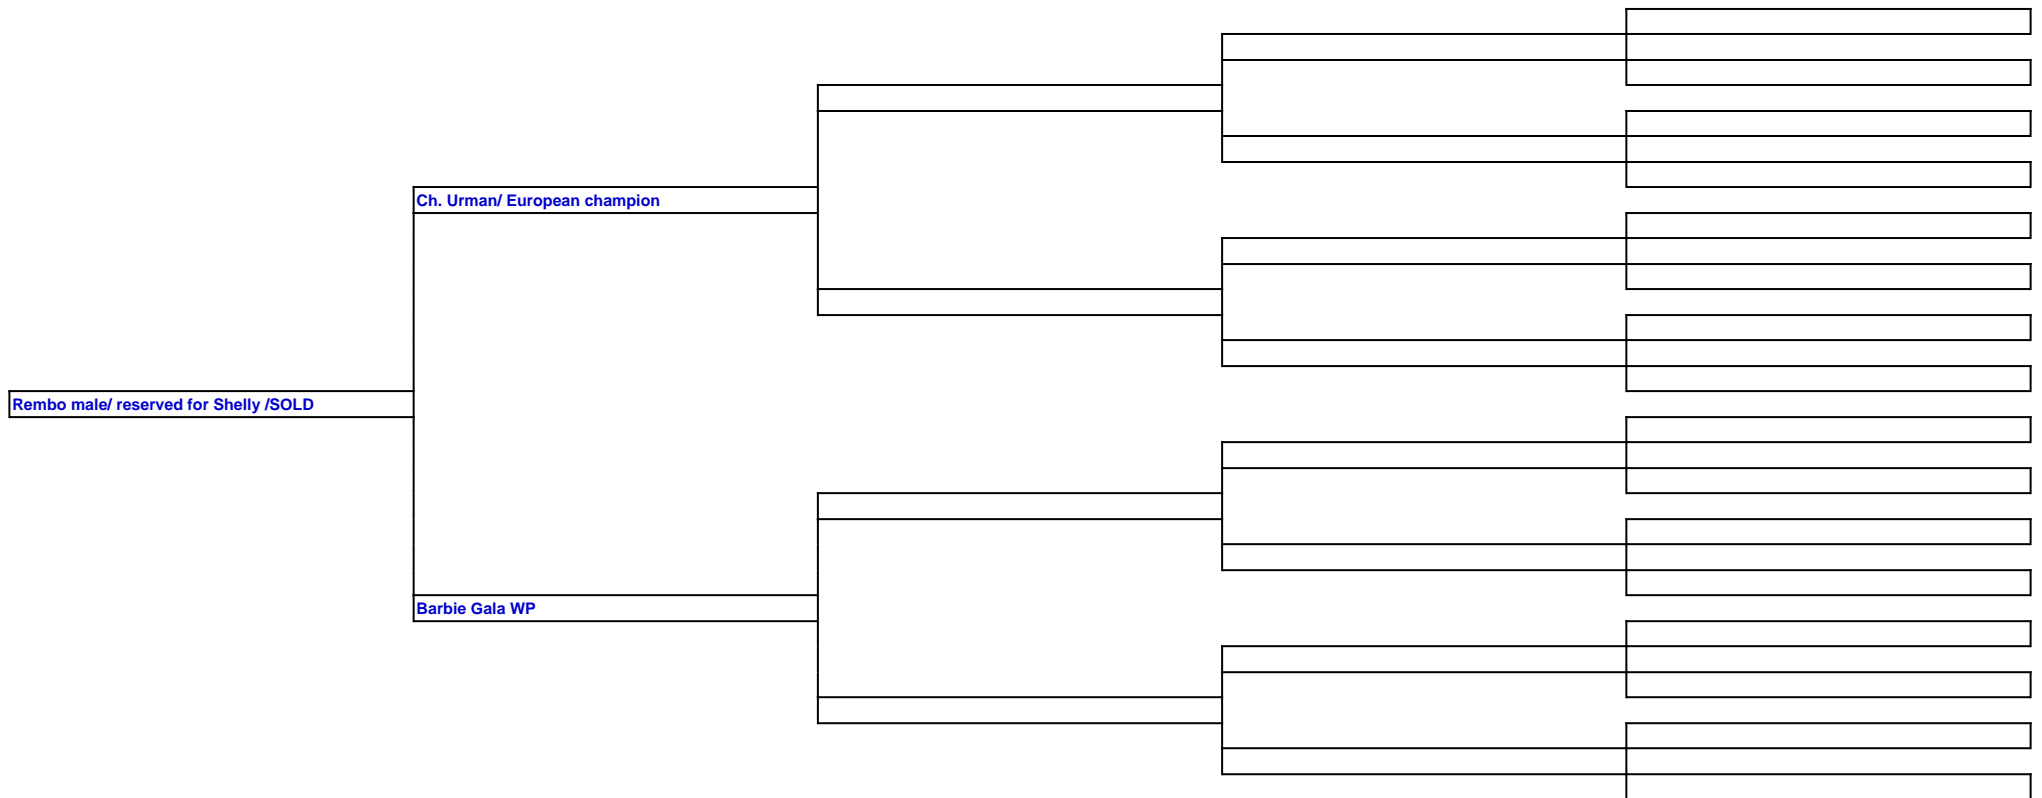 Ch. Urman/ European champion
Rembo male/ reserved for Shelly /SOLD
Barbie Gala WP